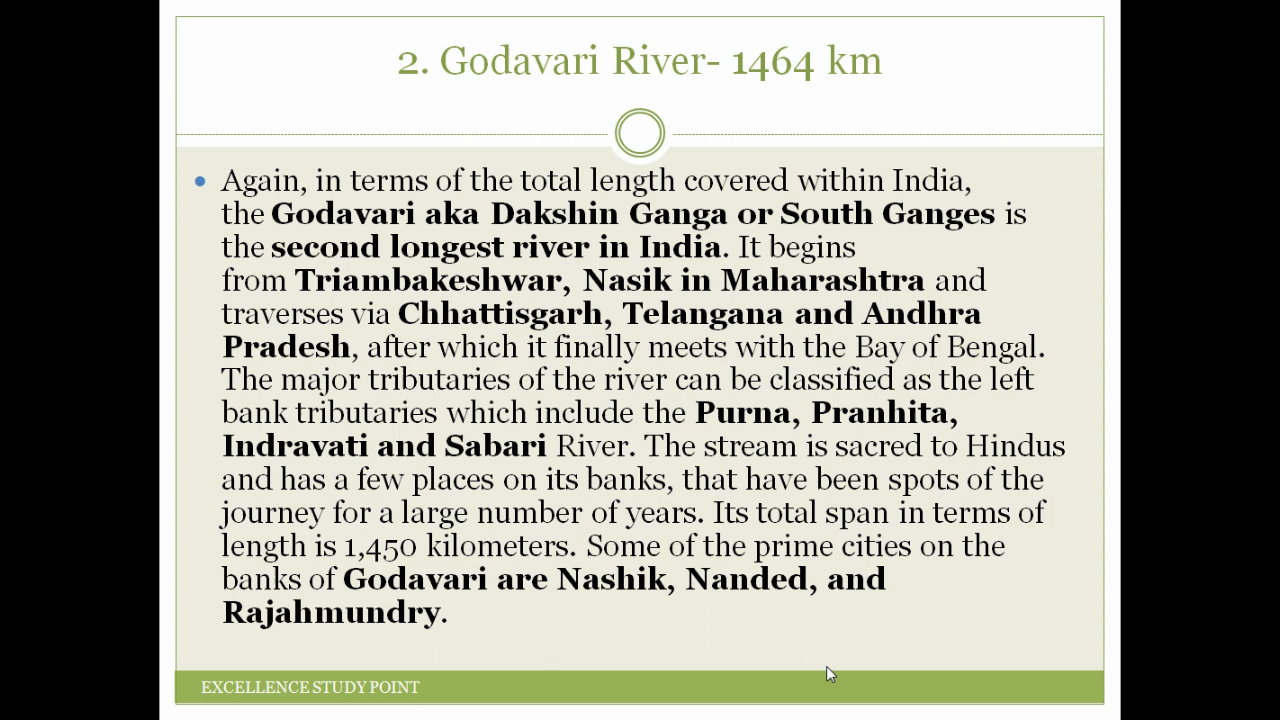 2. Godavari River- 1464 km
• Again, in terms of the total length covered within India,
the Godavari aka Dakshin Ganga or South Ganges is
the second longest river in India. It begins
from Triambakeshwar, Nasik in Maharashtra and
traverses via Chhattisgarh, Telangana and Andhra
Pradesh, after which it finally meets with the Bay of Bengal.
The major tributaries of the river can be classified as the left
bank tributaries which include the Purna, Pranhita,
Indravati and Sabari River. The stream is sacred to Hindus
and has a few places on its banks, that have been spots of the
journey for a large number of years. Its total span in terms of
length is 1,450 kilometers. Some of the prime cities on the
banks of Godavari are Nashik, Nanded, and
Rajahmundry.
EXCELLENCE STUDY POINT